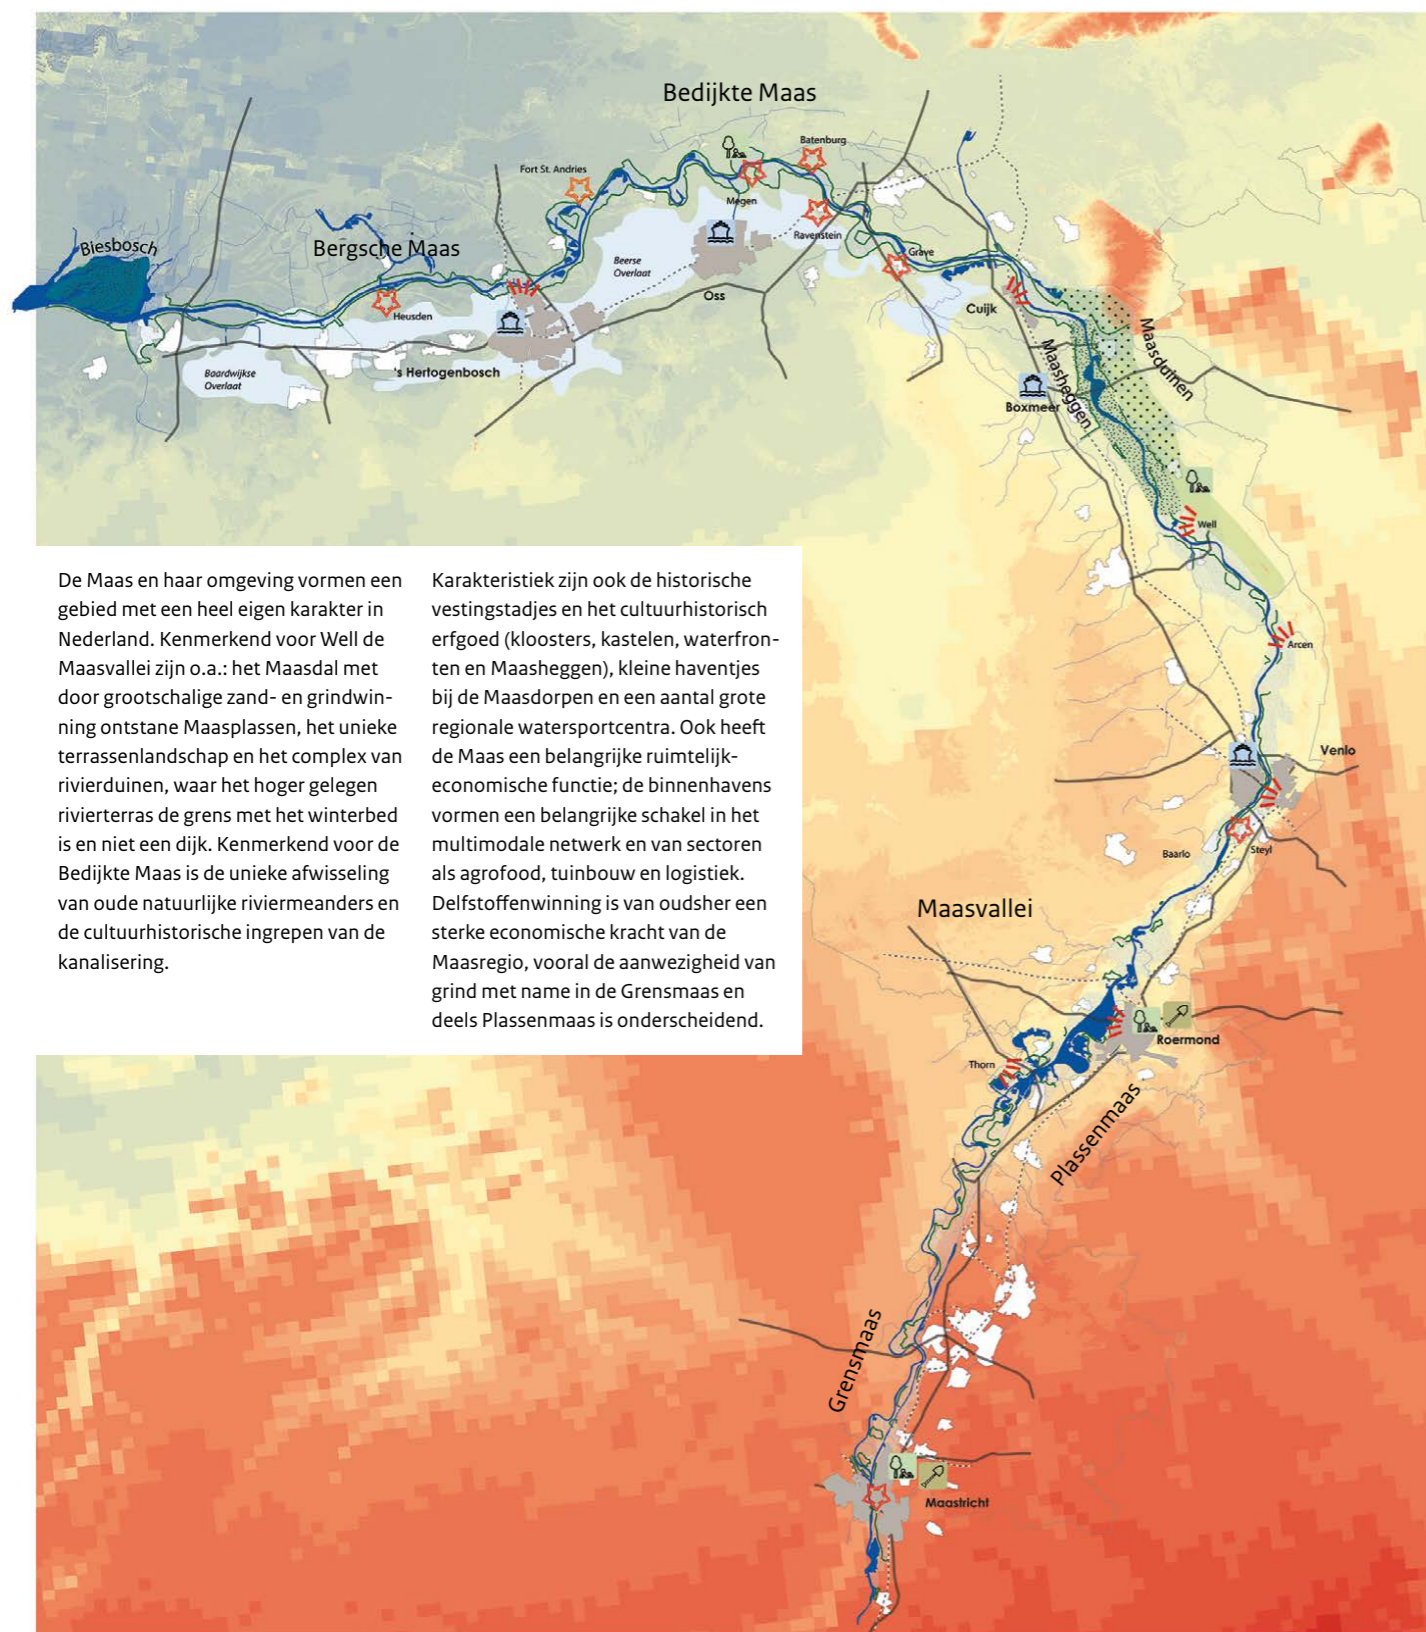 Bedijkte Maas
Batenburg
Fort St. Andries
Megen
Ravenstein
Biesbosch
Bergsche Maas
Grave
Beerse
Overlaat
Oss
Heusden
Cuijk
Maasduinen
Maasheggen
Baardwijkse
Overlaat
's Hertogenbosch
Boxmeer
Well
De Maas en haar omgeving vormen een
gebied met een heel eigen karakter in
Nederland. Kenmerkend voor Well de
Maasvallei zijn o.a.: het Maasdal met
door grootschalige zand- en grindwin-
ning ontstane Maasplassen, het unieke
terrassenlandschap en het complex van
rivierduinen, waar het hoger gelegen
rivierterras de grens met het winterbed
is en niet een dijk. Kenmerkend voor de
Bedijkte Maas is de unieke afwisseling
van oude natuurlijke riviermeanders en
de cultuurhistorische ingrepen van de
kanalisering.
Karakteristiek zijn ook de historische
vestingstadjes en het cultuurhistorisch
erfgoed (kloosters, kastelen, waterfron-
ten en Maasheggen), kleine haventjes
bij de Maasdorpen en een aantal grote
regionale watersportcentra. Ook heeft
de Maas een belangrijke ruimtelijk-
economische functie; de binnenhavens
vormen een belangrijke schakel in het
multimodale netwerk en van sectoren
als agrofood, tuinbouw en logistiek.
Delfstoffenwinning is van oudsher een
sterke economische kracht van de
Maasregio, vooral de aanwezigheid van
grind met name in de Grensmaas en
deels Plassenmaas is onderscheidend.
Arcen
Venlo
Steyl
Baarlo
Maasvallei
Roermond
Thorn
Plassenmaas
Grensmaas
Maastricht